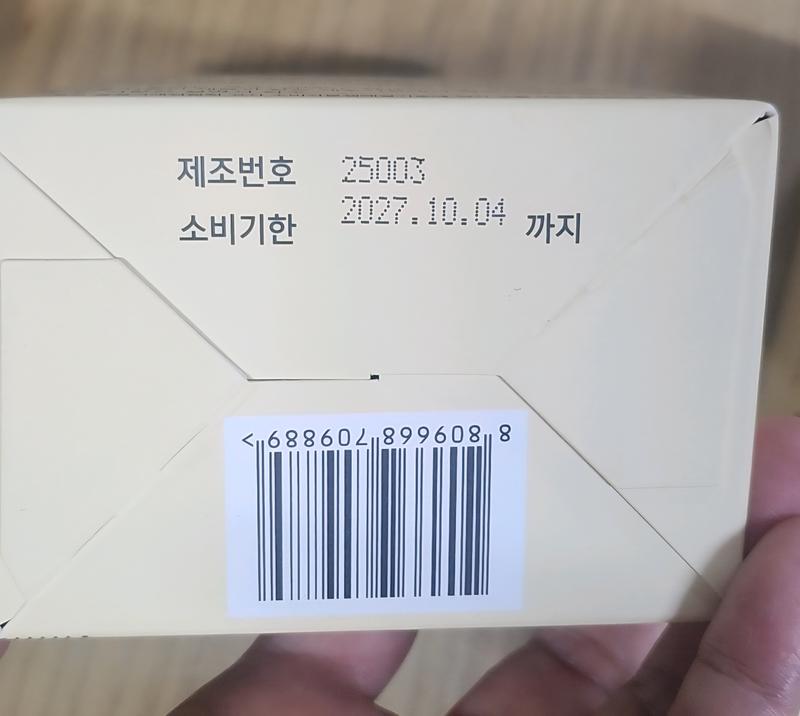 제조번호 25003
소비기한 2027.10.04 까지
8 809668 709889 >